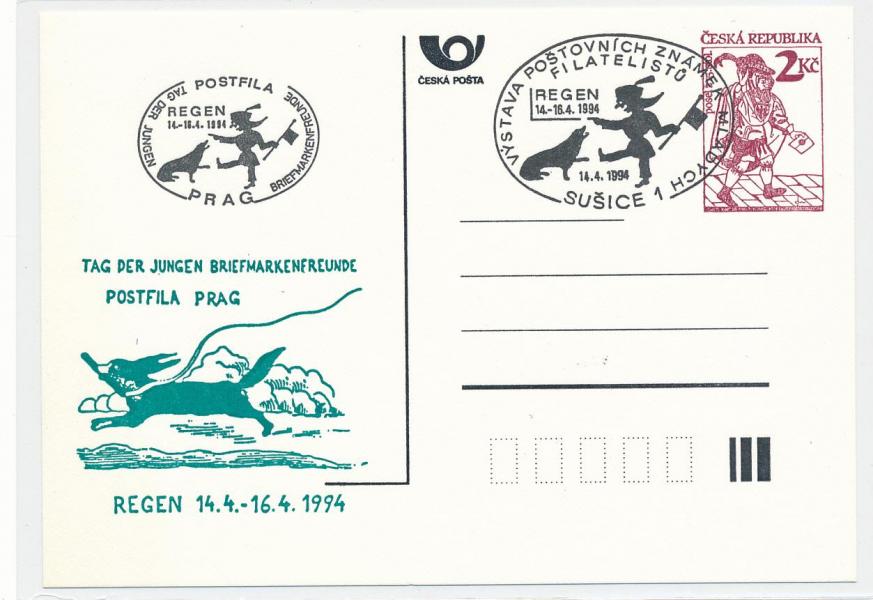 POSTFILA
TAG DER JUNGEN BRIEFMARKENFREUNDE
REGEN
14.-16.4.1994
PRAG
ČESKÁ POŠTA
VÝSTAVA POŠTOVNÍCH ZNÁMEK MLADÝCH
FILATELISTŮ
REGEN
14.-16.4.1994
14.4.1994
SUŠICE 1
ČESKÁ REPUBLIKA
2Kč
TAG DER JUNGEN BRIEFMARKENFREUNDE
POSTFILA PRAG
REGEN 14.4.-16.4.1994